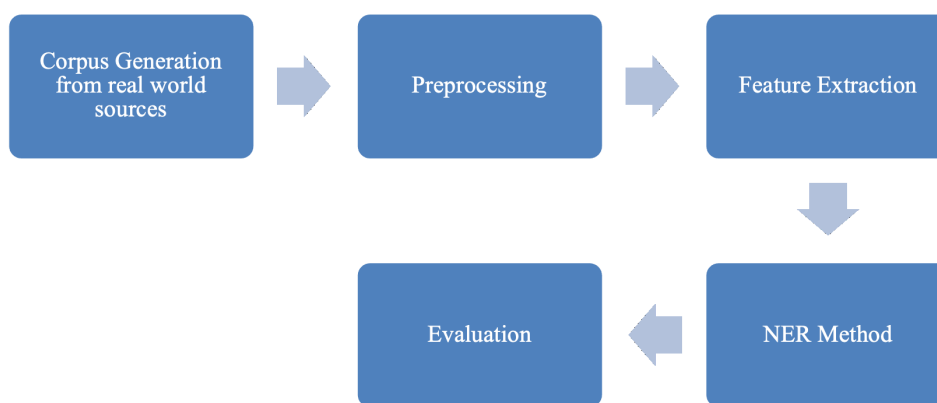 Corpus Generation
from real world
sources
Preprocessing
Feature Extraction
NER Method
Evaluation